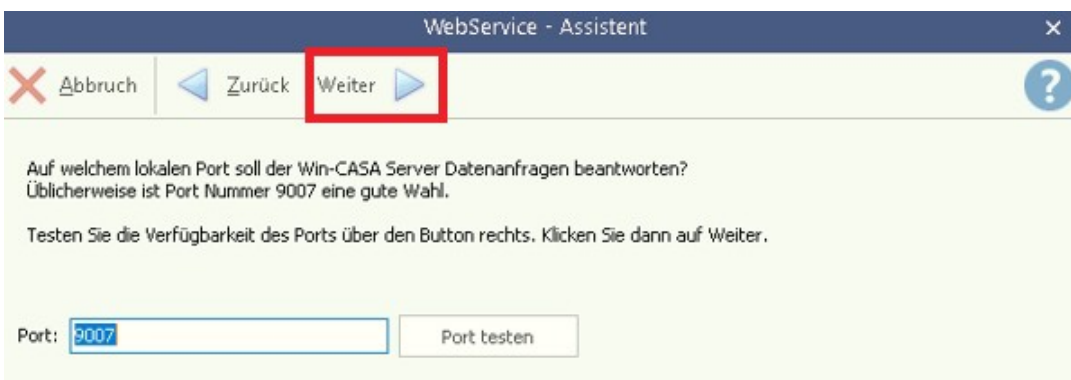 WebService - Assistent
Abbruch Zurück Weiter
Auf welchem lokalen Port soll der Win-CASA Server Datenanfragen beantworten?
Üblicherweise ist Port Nummer 9007 eine gute Wahl.
Testen Sie die Verfügbarkeit des Ports über den Button rechts. Klicken Sie dann auf Weiter.
Port: 9007 Port testen